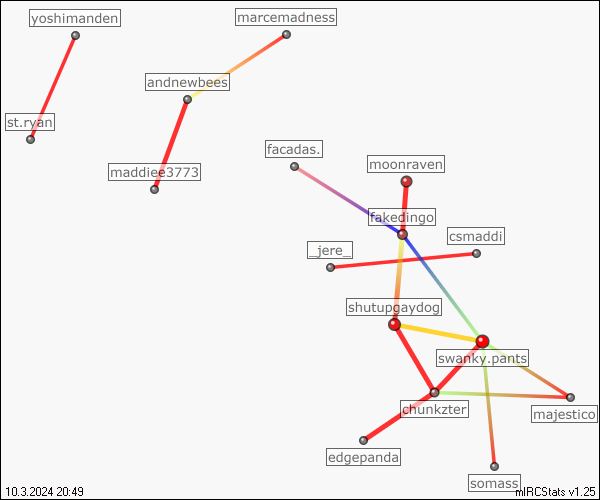 yoshimanden
marcemadness
andnewbees
st.ryan
facadas.
moonraven
maddiee3773
fakedingo
csmaddi
_jere_
shutupgaydog
swanky.pants
chunkzter
majestico
edgepanda
somass
10.3.2024 20:49
mIRCStats v1.25